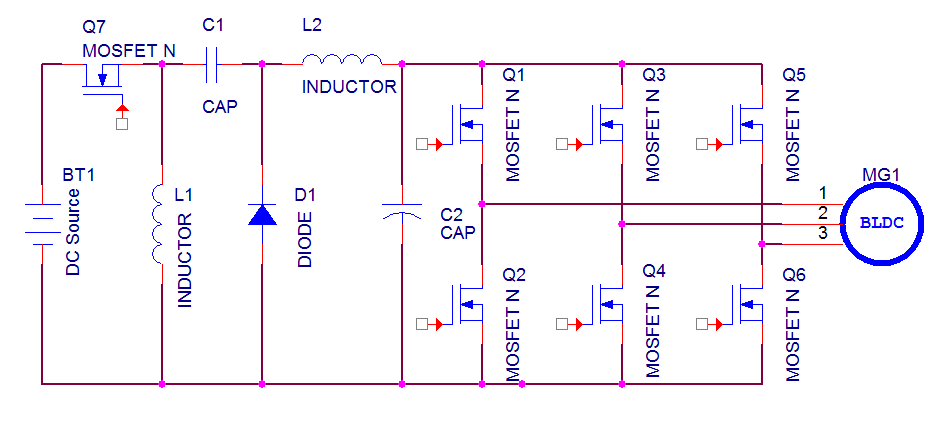 Q7
MOSFET N
C1
CAP
L2
INDUCTOR
Q1
MOSFET N
Q3
MOSFET N
Q5
MOSFET N
BT1
DC Source
L1
INDUCTOR
D1
DIODE
C2
CAP
MG1
1
2
3
BLDC
Q2
MOSFET N
Q4
MOSFET N
Q6
MOSFET N